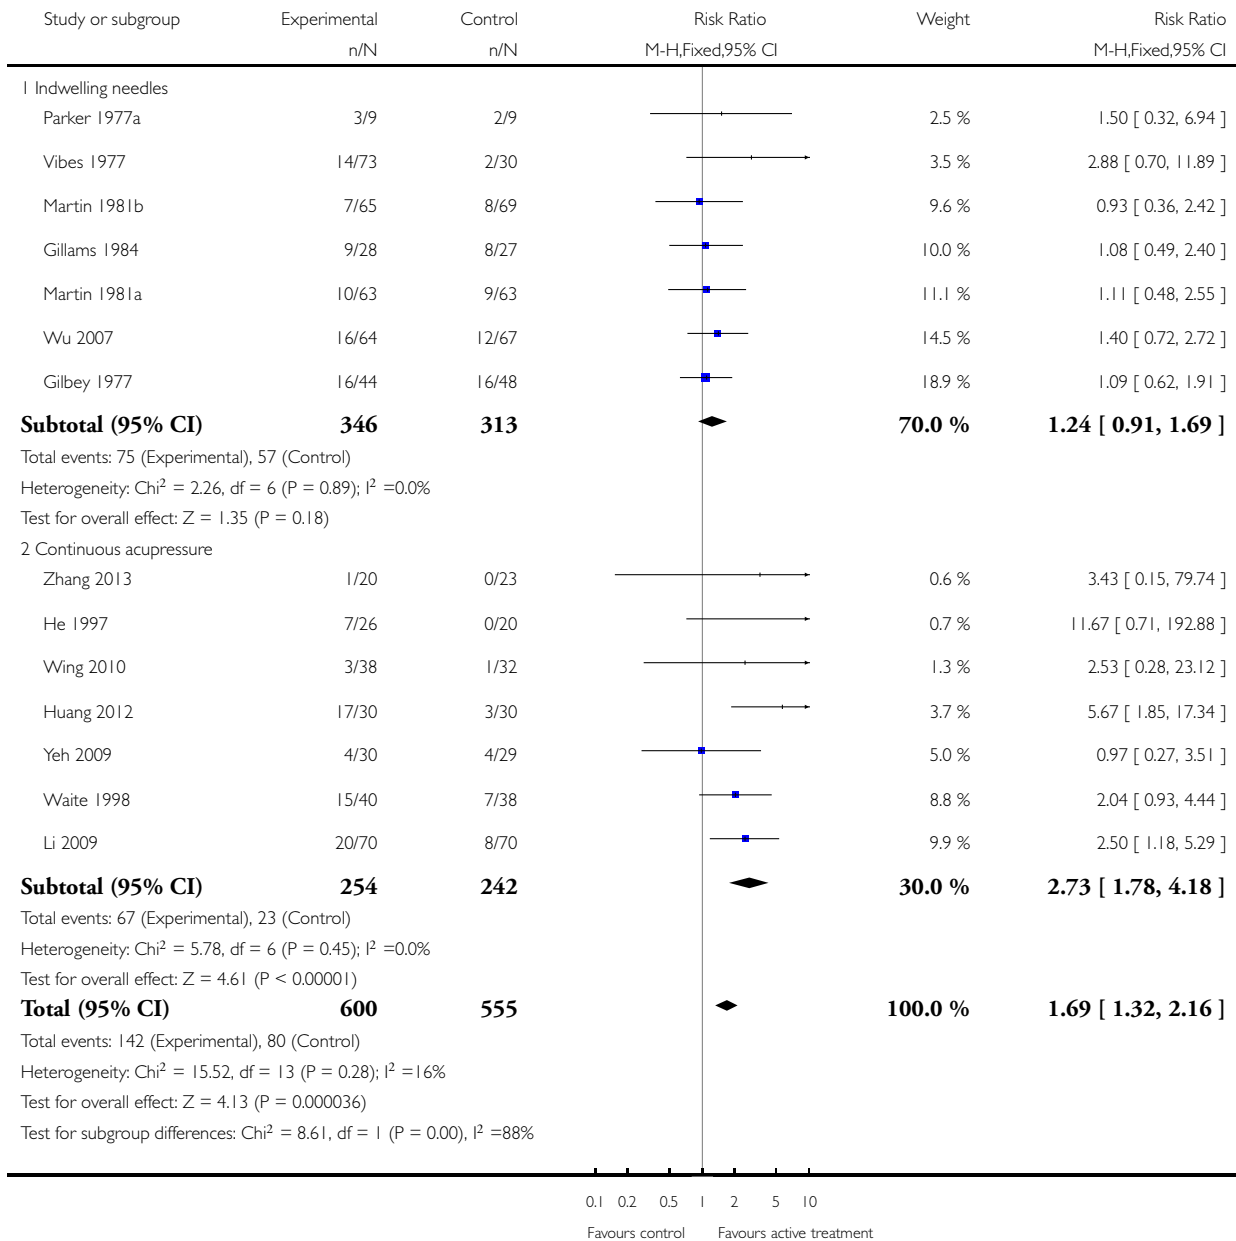 Study or subgroup Experimental Control Risk Ratio Weight Risk Ratio
n/N n/N M-H,Fixed,95% CI M-H,Fixed,95% CI
1 Indwelling needles
Parker 1977a 3/9 2/9 2.5 % 1.50 [ 0.32, 6.94 ]
Vibes 1977 14/73 2/30 3.5 % 2.88 [ 0.70, 11.89 ]
Martin 1981b 7/65 8/69 9.6 % 0.93 [ 0.36, 2.42 ]
Gillams 1984 9/28 8/27 10.0 % 1.08 [ 0.49, 2.40 ]
Martin 1981a 10/63 9/63 11.1 % 1.11 [ 0.48, 2.55 ]
Wu 2007 16/64 12/67 14.5 % 1.40 [ 0.72, 2.72 ]
Gilbey 1977 16/44 16/48 18.9 % 1.09 [ 0.62, 1.91 ]
Subtotal (95% CI) 346 313 70.0 % 1.24 [ 0.91, 1.69 ]
Total events: 75 (Experimental), 57 (Control)
Heterogeneity: Chi² = 2.26, df = 6 (P = 0.89); I² =0.0%
Test for overall effect: Z = 1.35 (P = 0.18)
2 Continuous acupressure
Zhang 2013 1/20 0/23 0.6 % 3.43 [ 0.15, 79.74 ]
He 1997 7/26 0/20 0.7 % 11.67 [ 0.71, 192.88 ]
Wing 2010 3/38 1/32 1.3 % 2.53 [ 0.28, 23.12 ]
Huang 2012 17/30 3/30 3.7 % 5.67 [ 1.85, 17.34 ]
Yeh 2009 4/30 4/29 5.0 % 0.97 [ 0.27, 3.51 ]
Waite 1998 15/40 7/38 8.8 % 2.04 [ 0.93, 4.44 ]
Li 2009 20/70 8/70 9.9 % 2.50 [ 1.18, 5.29 ]
Subtotal (95% CI) 254 242 30.0 % 2.73 [ 1.78, 4.18 ]
Total events: 67 (Experimental), 23 (Control)
Heterogeneity: Chi² = 5.78, df = 6 (P = 0.45); I² =0.0%
Test for overall effect: Z = 4.61 (P < 0.00001)
Total (95% CI) 600 555 100.0 % 1.69 [ 1.32, 2.16 ]
Total events: 142 (Experimental), 80 (Control)
Heterogeneity: Chi² = 15.52, df = 13 (P = 0.28); I² =16%
Test for overall effect: Z = 4.13 (P = 0.000036)
Test for subgroup differences: Chi² = 8.61, df = 1 (P = 0.00), I² =88%
0.1 0.2 0.5 1 2 5 10
Favours control Favours active treatment